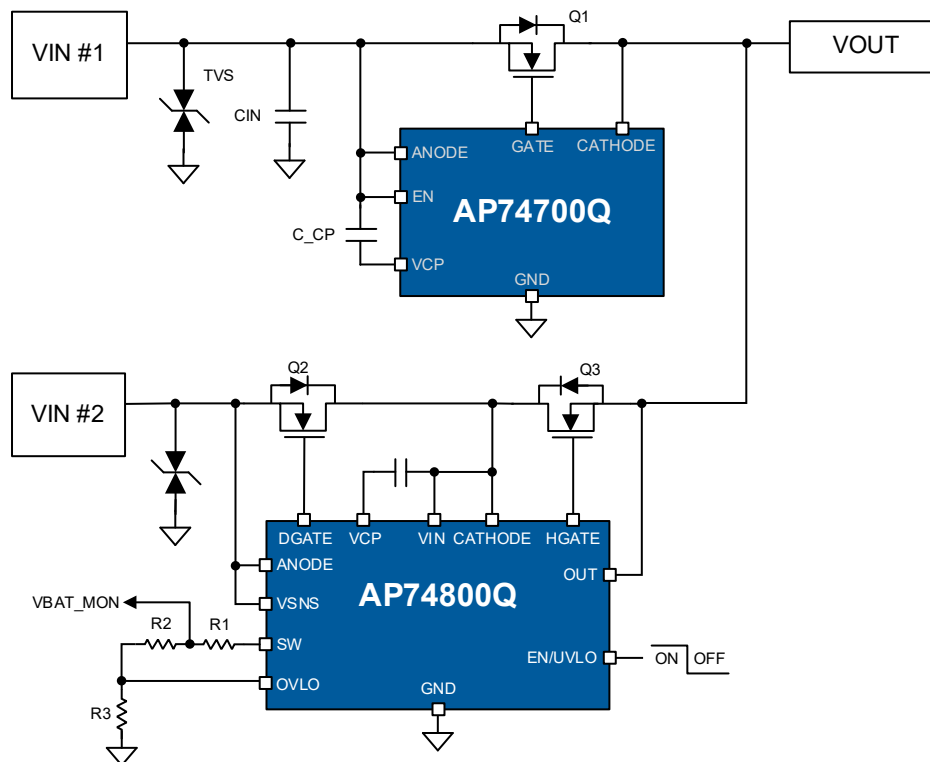 VIN #1
Q1
VOUT
TVS
CIN
GATE
CATHODE
ANODE
EN
AP74700Q
C_CP
VCP
GND
VIN #2
Q2
Q3
DGATE
VCP
VIN
CATHODE
HGATE
ANODE
OUT
AP74800Q
VBAT_MON
VSNS
R2
R1
SW
EN/UVLO
ON
OFF
OVLO
GND
R3